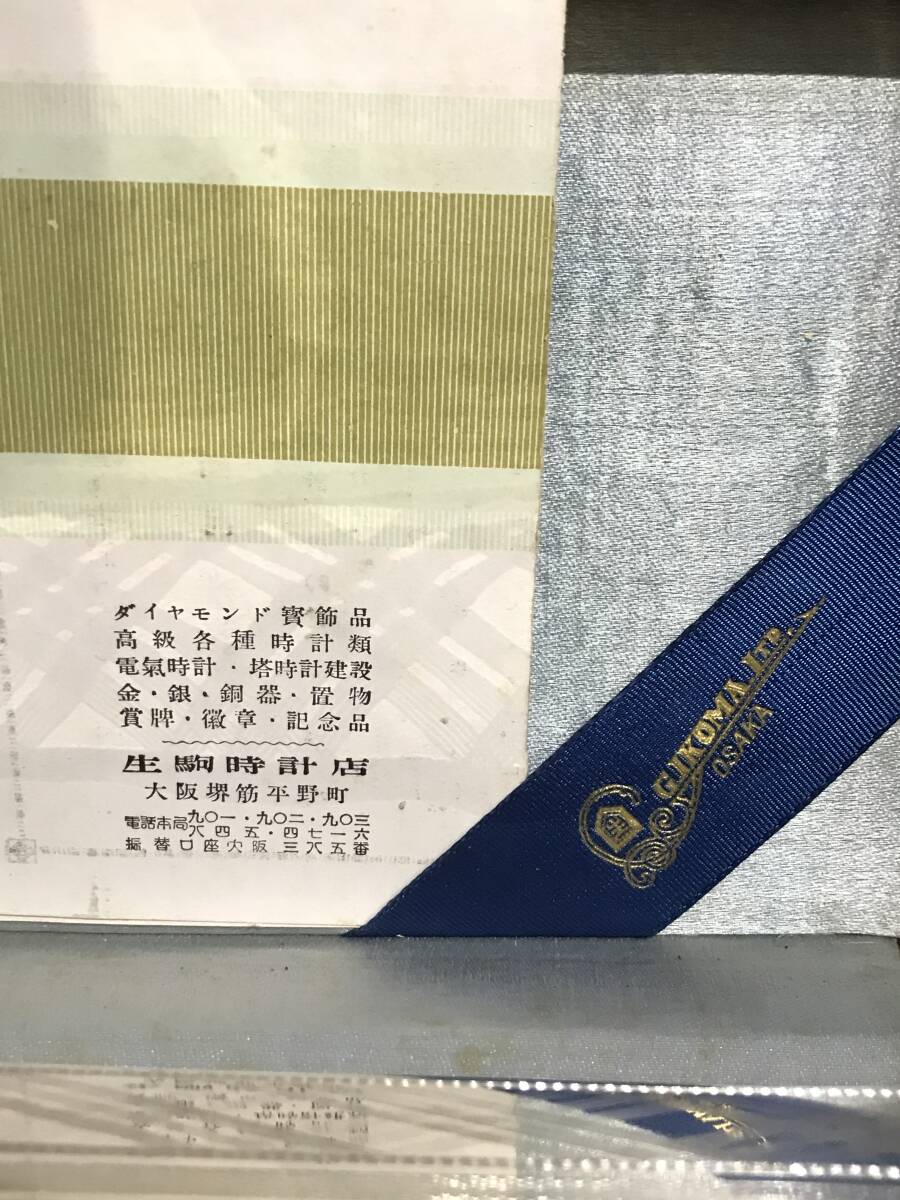 ダイヤモンド寳飾品
高級各種時計類
電氣時計・塔時計建設
金・銀・銅器・置物
賞牌・徽章・記念品
生駒時計店
大阪堺筋平野町
電話本局九〇一・九〇二・九〇三
八四五・四七一六
振替口座大阪三八五番
G.IKOMA, LTD.
OSAKA